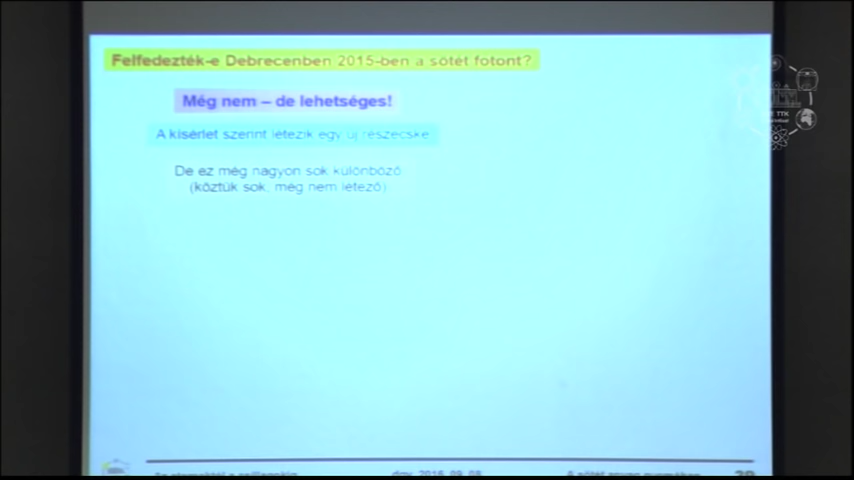 Felfedezték-e Debrecenben 2015-ben a sötét fotont?
Még nem – de lehetséges!
A kísérlet szerint létezik egy új részecske.
De ez még nagyon sok különböző
(köztük sok, még nem létező)
TTK